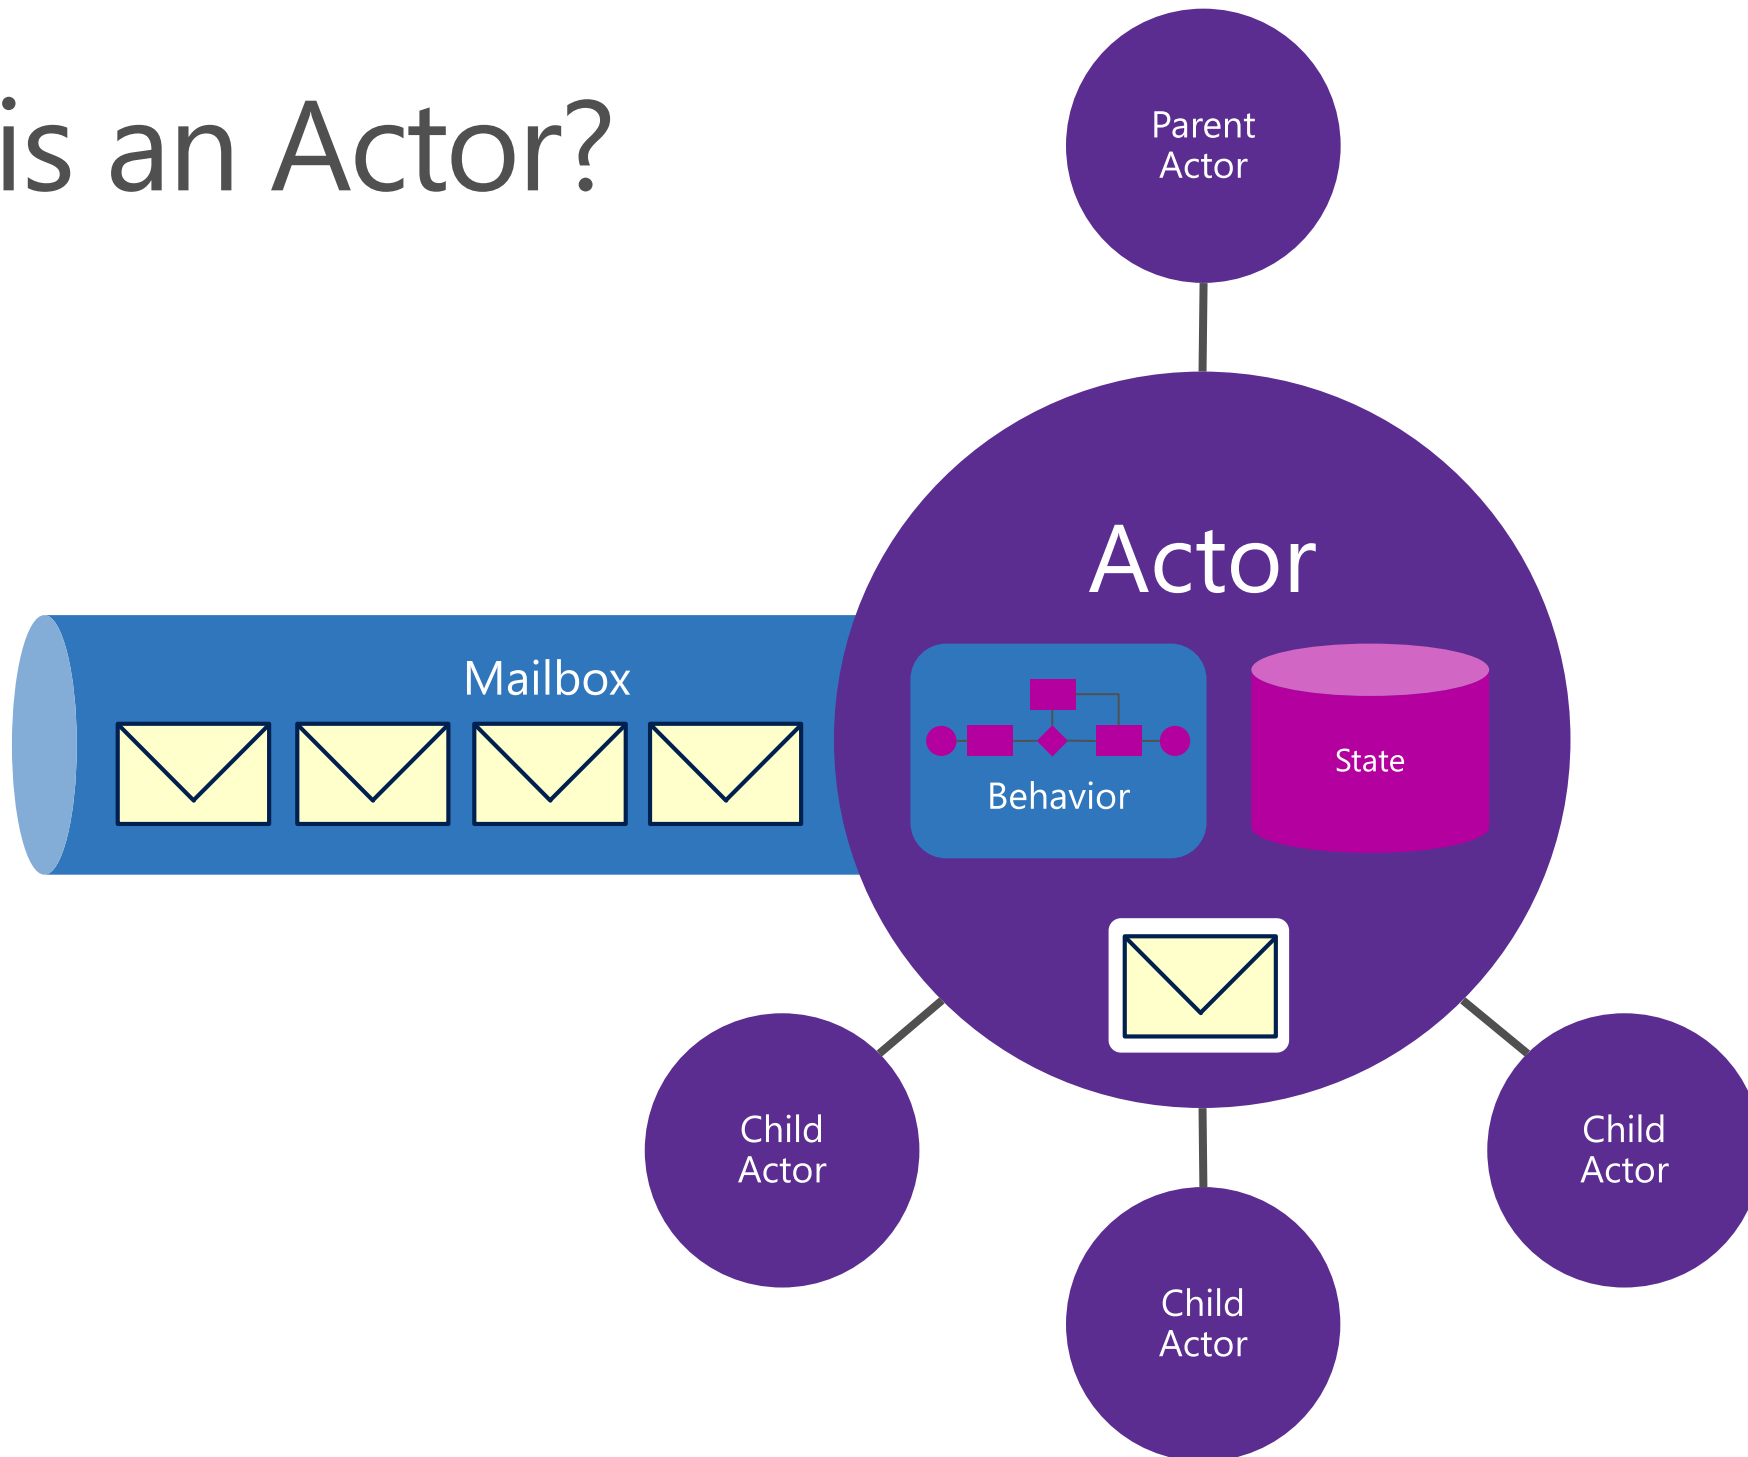 is an Actor?
Parent
Actor
Actor
Mailbox
Behavior
State
Child
Actor
Child
Actor
Child
Actor